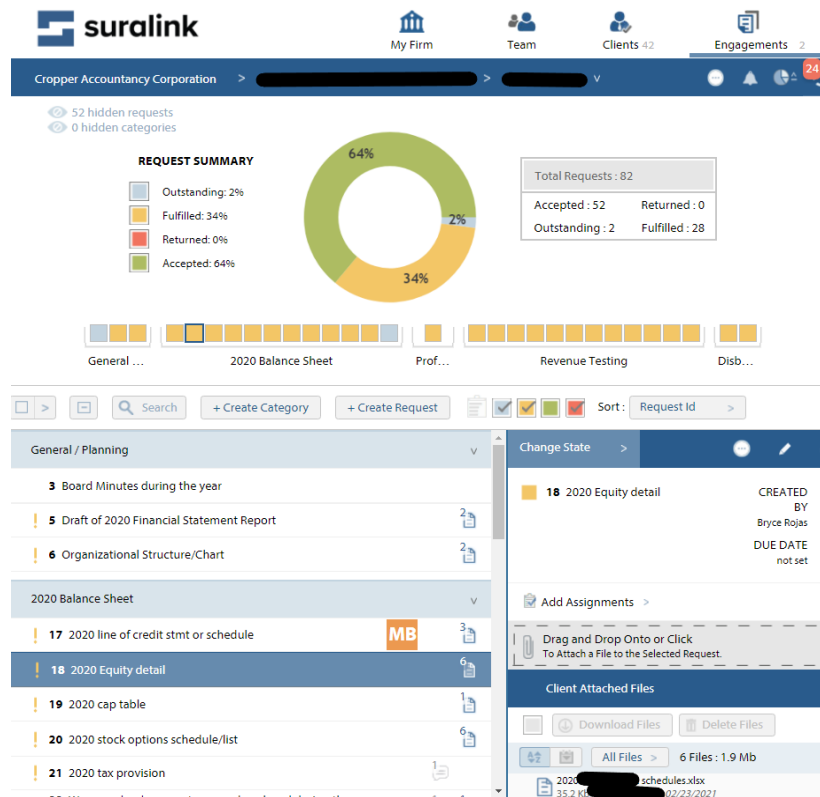 suralink
My Firm
Team
Clients 42
Engagements 2
Cropper Accountancy Corporation > > v
24
52 hidden requests
0 hidden categories
REQUEST SUMMARY
Outstanding: 2%
Fulfilled: 34%
Returned: 0%
Accepted: 64%
64%
2%
34%
Total Requests : 82
Accepted : 52 Returned : 0
Outstanding : 2 Fulfilled : 28
General ...
2020 Balance Sheet
Prof...
Revenue Testing
Disb...
>
Search
+ Create Category
+ Create Request
Sort : Request Id >
General / Planning v
3 Board Minutes during the year
! 5 Draft of 2020 Financial Statement Report 2
! 6 Organizational Structure/Chart 2
2020 Balance Sheet v
! 17 2020 line of credit stmt or schedule MB 3
! 18 2020 Equity detail 6
! 19 2020 cap table 1
! 20 2020 stock options schedule/list 6
! 21 2020 tax provision 1
Change State >
18 2020 Equity detail
CREATED
BY
Bryce Rojas
DUE DATE
not set
Add Assignments >
Drag and Drop Onto or Click
To Attach a File to the Selected Request.
Client Attached Files
Download Files
Delete Files
All Files >
6 Files : 1.9 Mb
2020 schedules.xlsx
35.2 Kb 02/23/2021